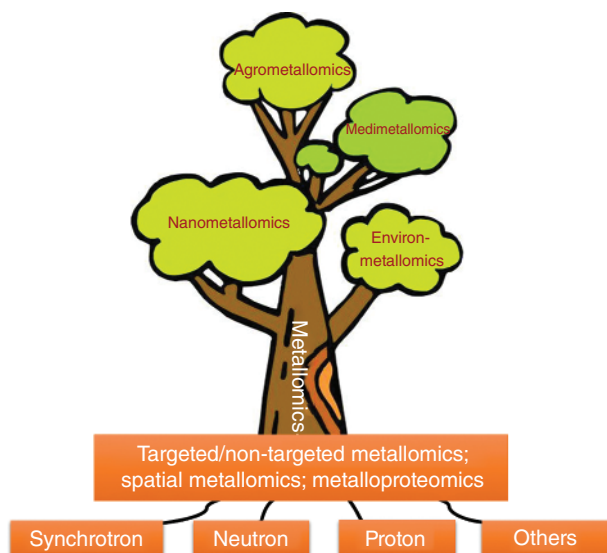 Agrometallomics
Medimetallomics
Nanometallomics
Environ-
metallomics
Metallomics
Targeted/non-targeted metallomics;
spatial metallomics; metalloproteomics
Synchrotron
Neutron
Proton
Others